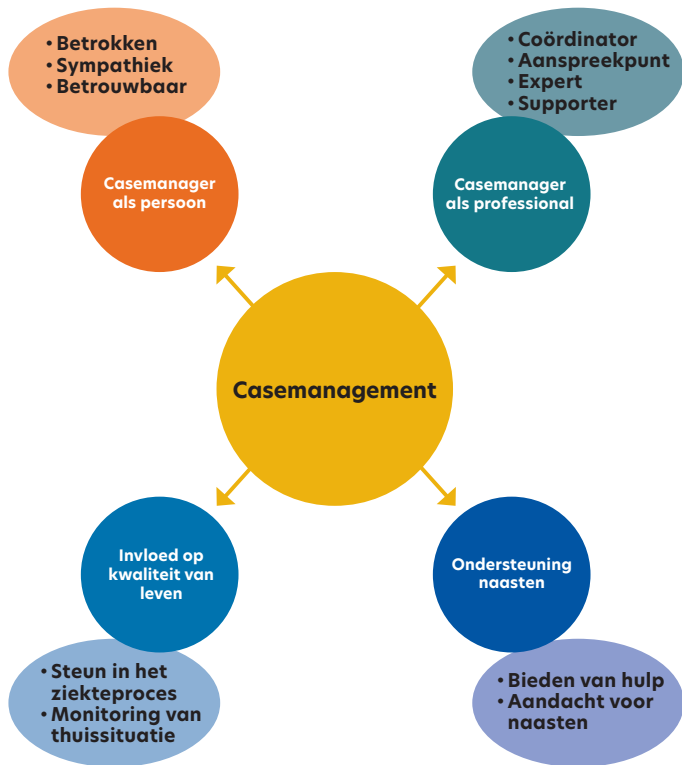 • Betrokken
• Sympathiek
• Betrouwbaar
Casemanager
als persoon
• Coördinator
• Aanspreekpunt
• Expert
• Supporter
Casemanager
als professional
Casemanagement
Invloed op
kwaliteit van
leven
• Steun in het
ziekteproces
• Monitoring van
thuissituatie
Ondersteuning
naasten
• Bieden van hulp
• Aandacht voor
naasten